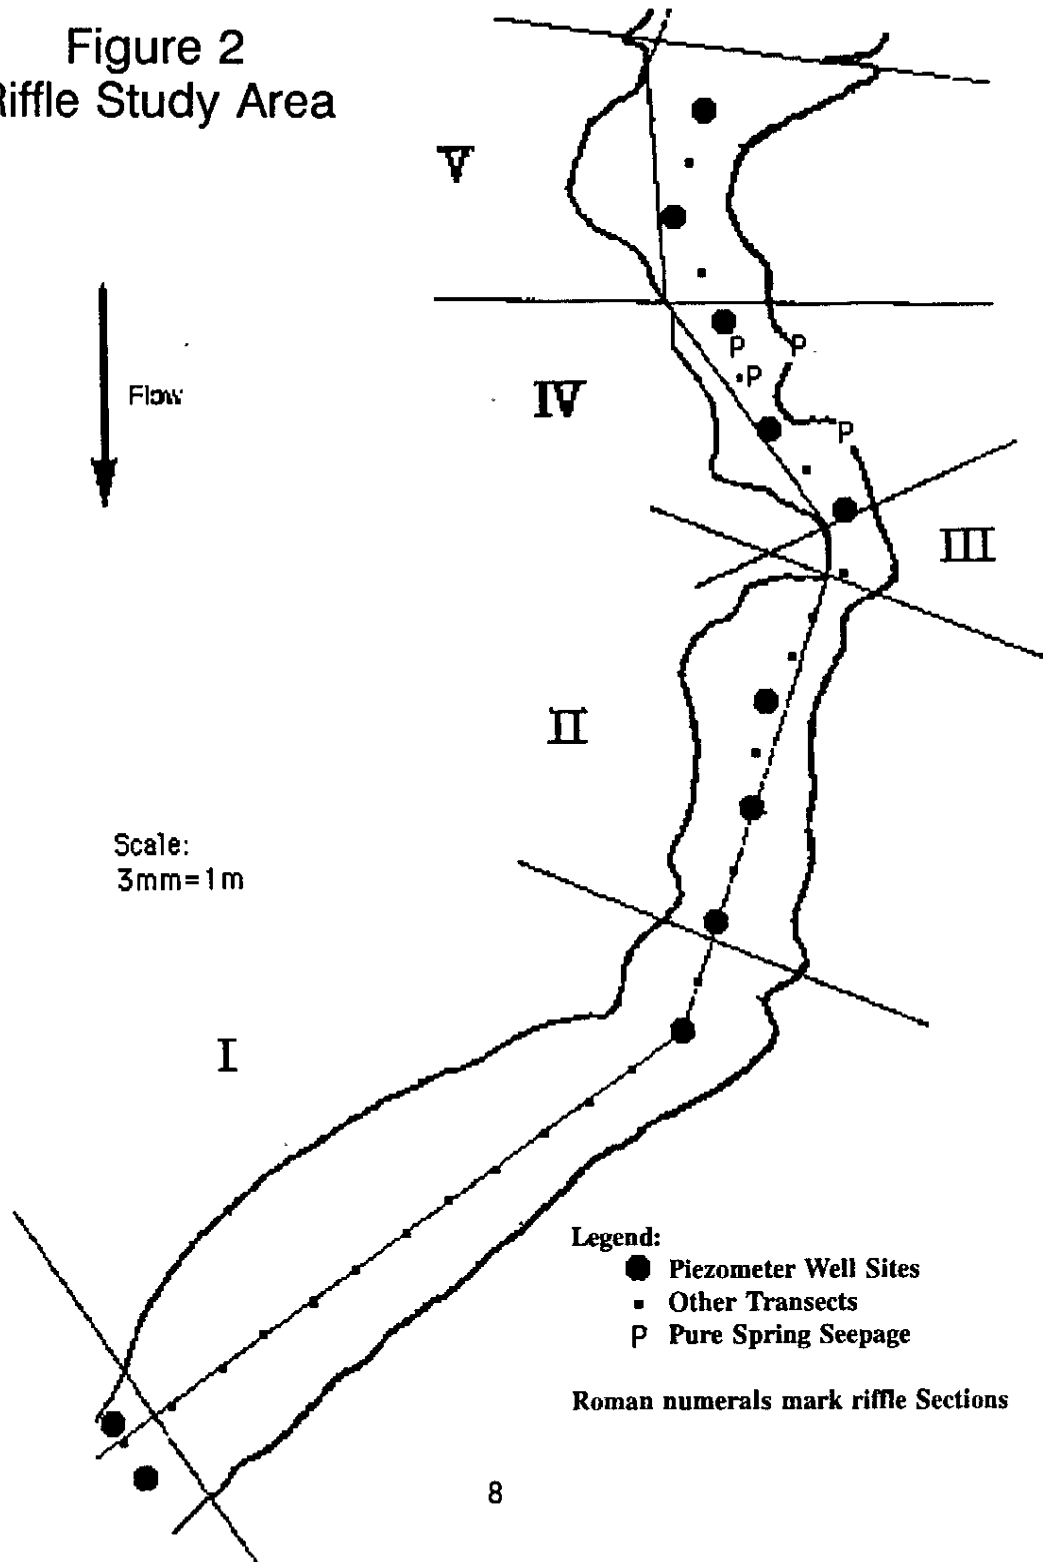 Figure 2
Riffle Study Area
V
Flow
P
P
P
IV
P
III
II
Scale:
3mm=1m
I
Legend:
Piezometer Well Sites
Other Transects
P Pure Spring Seepage
Roman numerals mark riffle Sections
8